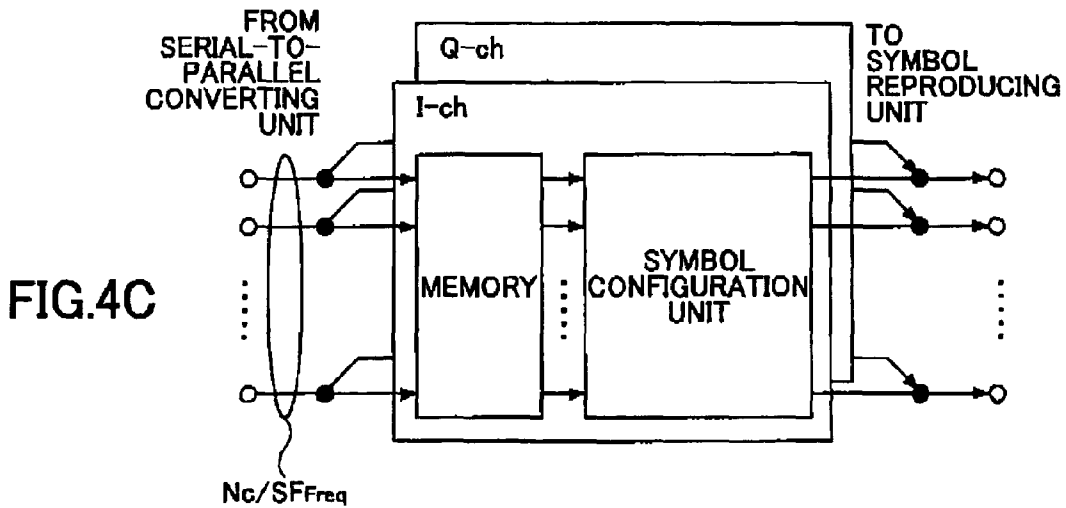 FROM
SERIAL-TO-
PARALLEL
CONVERTING
UNIT
Q-ch
I-ch
TO
SYMBOL
REPRODUCING
UNIT
FIG.4C
MEMORY
SYMBOL
CONFIGURATION
UNIT
Nc/SFFreq